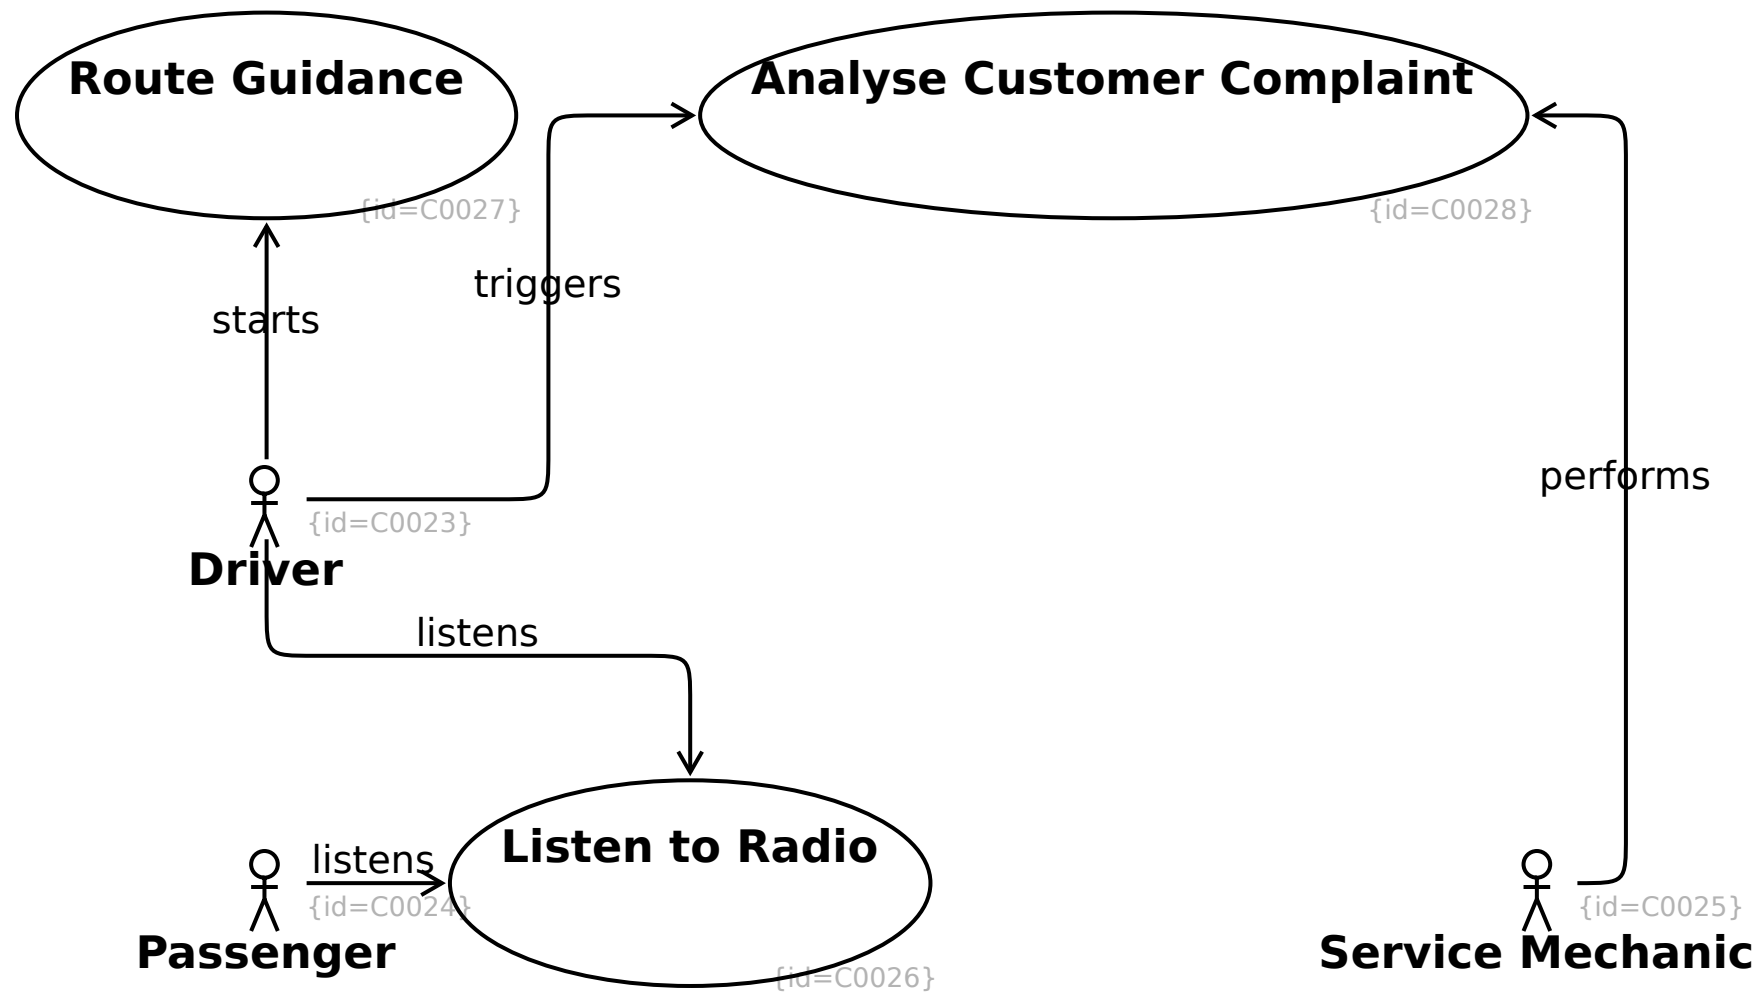 Route Guidance
Analyse Customer Complaint
{id=C0027}
{id=C0028}
triggers
starts
performs
{id=C0023}
Driver
listens
Listen to Radio
listens
{id=C0024}
{id=C0025}
Passenger
Service Mechanic
{id=C0026}